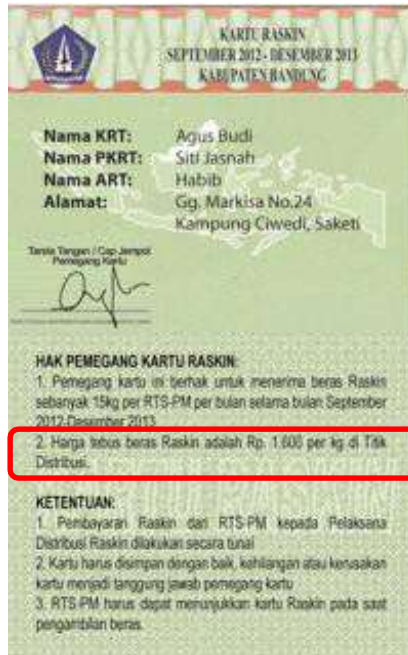 KARTU RASKIN
SEPTEMBER 2012 - DESEMBER 2013
KABUPATEN BANDUNG
Nama KRT: Agus Budi
Nama PKRT: Siti Jasnah
Nama ART: Habib
Alamat: Gg. Markisa No.24
Kampung Ciwedi, Saketi
Tanda Tangan / Cap Jempol
Pemegang Kartu
HAK PEMEGANG KARTU RASKIN:
1. Pemegang kartu ini berhak untuk menerima beras Raskin
sebanyak 15kg per RTS-PM per bulan selama bulan September
2012-Desember 2013
2. Harga tebus beras Raskin adalah Rp. 1.600 per kg di Titik
Distribusi.
KETENTUAN:
1. Pembayaran Raskin dari RTS-PM kepada Pelaksana
Distribusi Raskin dilakukan secara tunai
2. Kartu harus disimpan dengan baik, kehilangan atau kerusakan
kartu menjadi tanggung jawab pemegang kartu
3. RTS-PM harus dapat menunjukkan kartu Raskin pada saat
pengambilan beras.